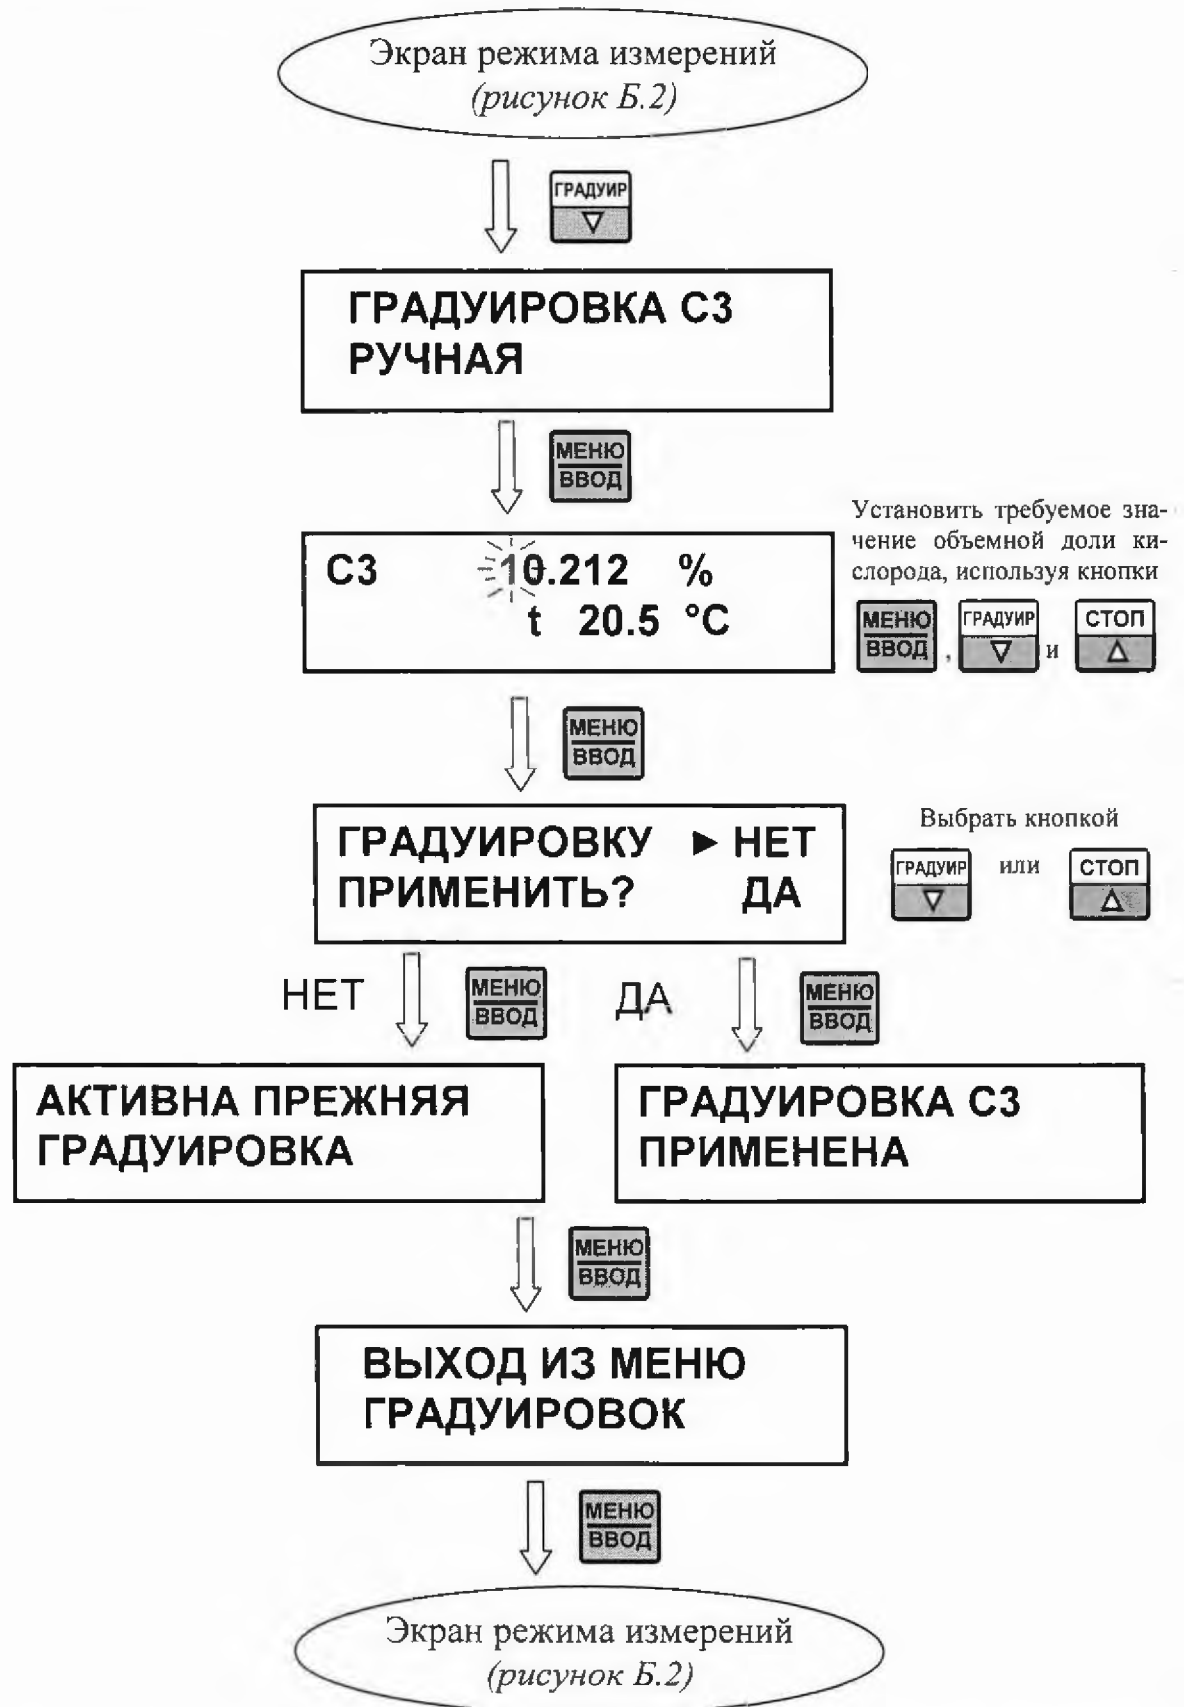 Экран режима измерений
(рисунок Б.2)
ГРАДУИР
ГРАДУИРОВКА С3
РУЧНАЯ
МЕНЮ
ВВОД
С3 10.212 %
t 20.5 °С
Установить требуемое зна-
чение объемной доли ки-
слорода, используя кнопки
МЕНЮ
ВВОД
,
ГРАДУИР
и
СТОП
МЕНЮ
ВВОД
ГРАДУИРОВКУ ► НЕТ
ПРИМЕНИТЬ? ДА
Выбрать кнопкой
ГРАДУИР
или
СТОП
НЕТ
МЕНЮ
ВВОД
ДА
МЕНЮ
ВВОД
АКТИВНА ПРЕЖНЯЯ
ГРАДУИРОВКА
ГРАДУИРОВКА С3
ПРИМЕНЕНА
МЕНЮ
ВВОД
ВЫХОД ИЗ МЕНЮ
ГРАДУИРОВОК
МЕНЮ
ВВОД
Экран режима измерений
(рисунок Б.2)